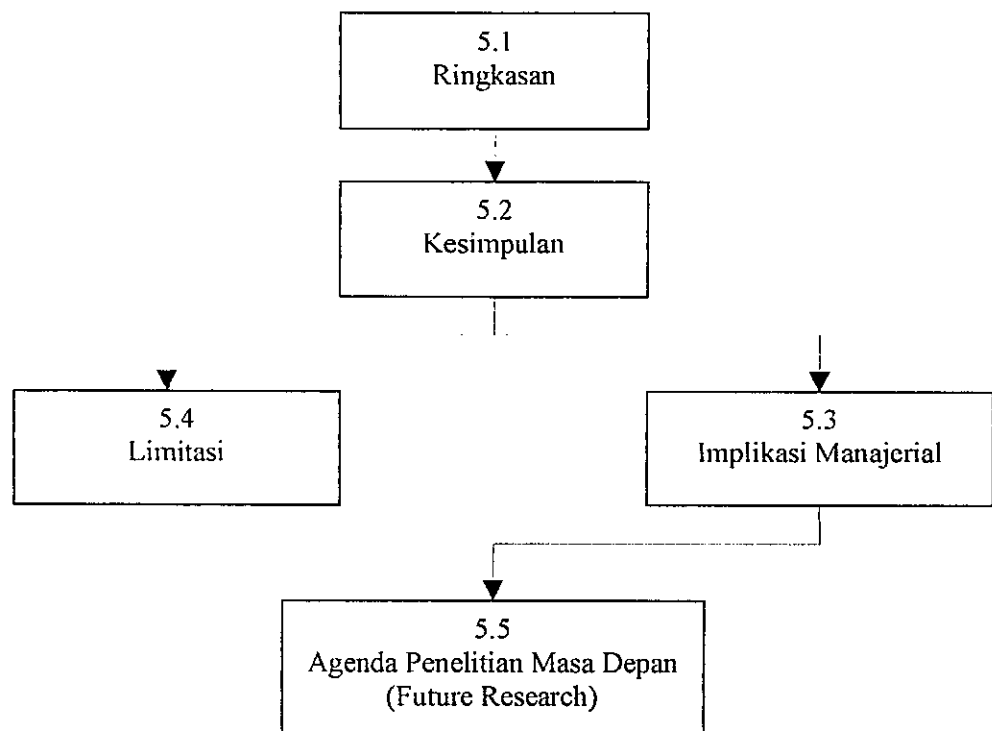 5.1
Ringkasan
5.2
Kesimpulan
5.4
Limitasi
5.3
Implikasi Manajerial
5.5
Agenda Penelitian Masa Depan
(Future Research)